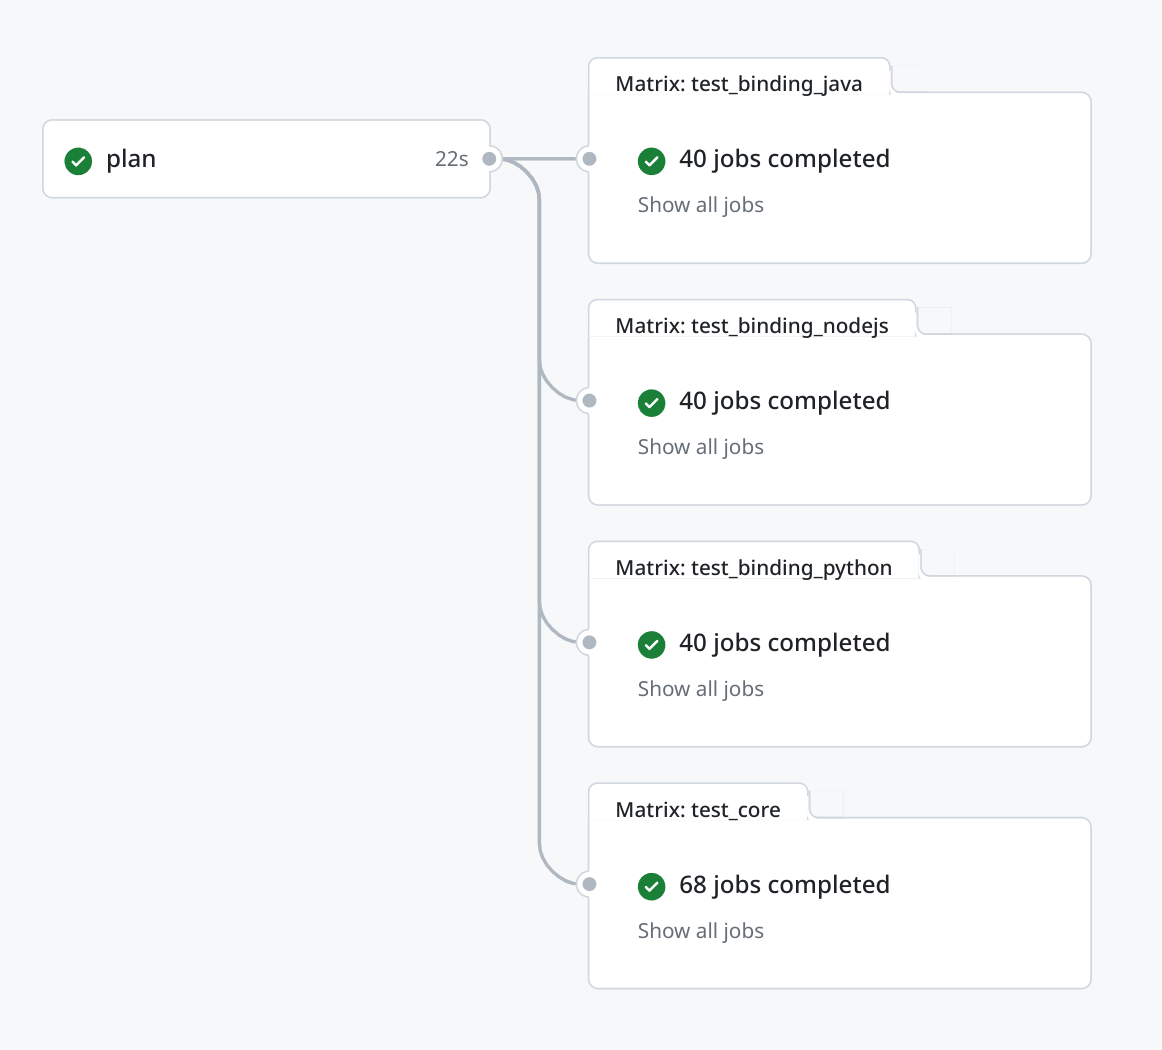 plan 22s
Matrix: test_binding_java
40 jobs completed
Show all jobs
Matrix: test_binding_nodejs
40 jobs completed
Show all jobs
Matrix: test_binding_python
40 jobs completed
Show all jobs
Matrix: test_core
68 jobs completed
Show all jobs